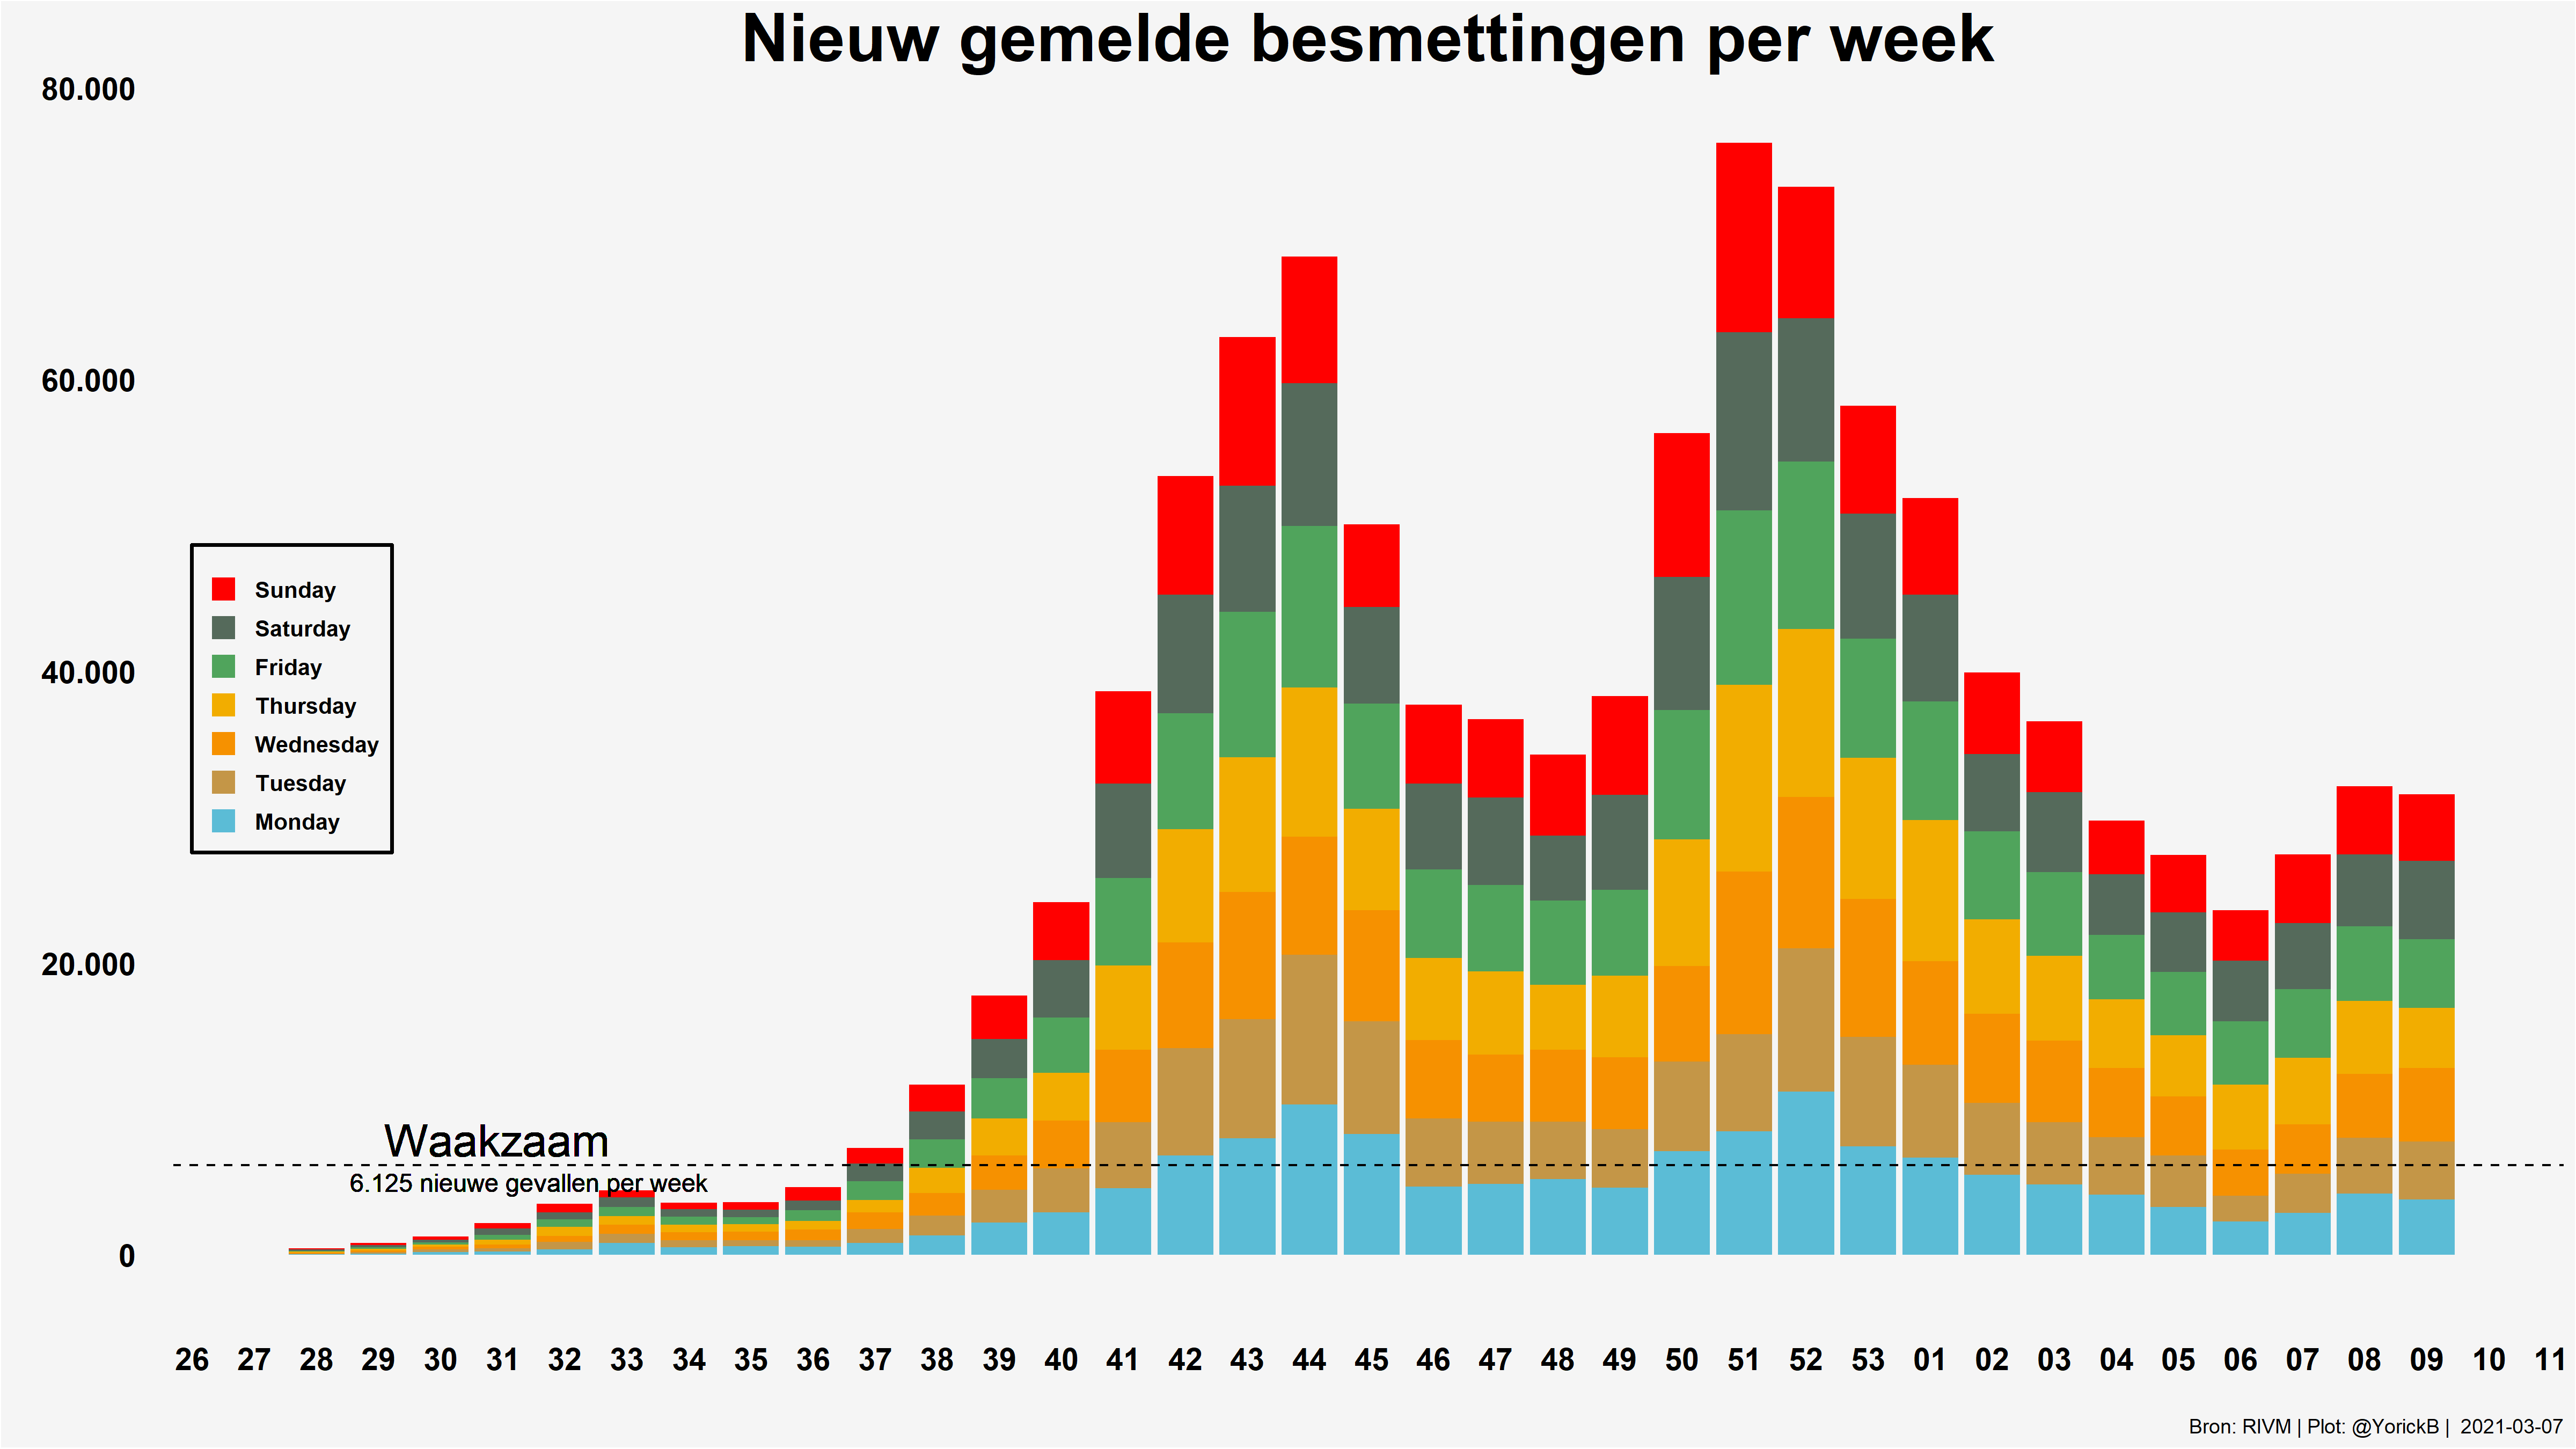 Nieuw gemelde besmettingen per week
80.000
60.000
40.000
20.000
0
Sunday
Saturday
Friday
Thursday
Wednesday
Tuesday
Monday
Waakzaam
6.125 nieuwe gevallen per week
26 27 28 29 30 31 32 33 34 35 36 37 38 39 40 41 42 43 44 45 46 47 48 49 50 51 52 53 01 02 03 04 05 06 07 08 09 10 11
Bron: RIVM | Plot: @YorickB | 2021-03-07